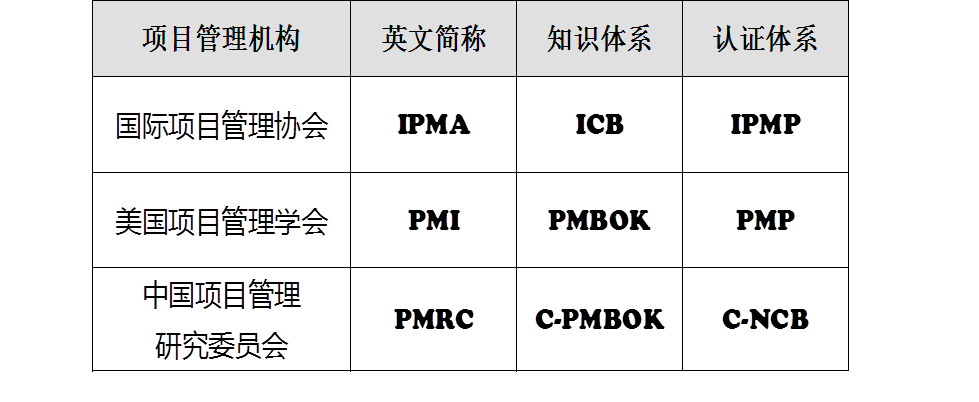 项目管理机构 英文简称 知识体系 认证体系
国际项目管理协会 IPMA ICB IPMP
美国项目管理学会 PMI PMBOK PMP
中国项目管理
研究委员会 PMRC C-PMBOK C-NCB